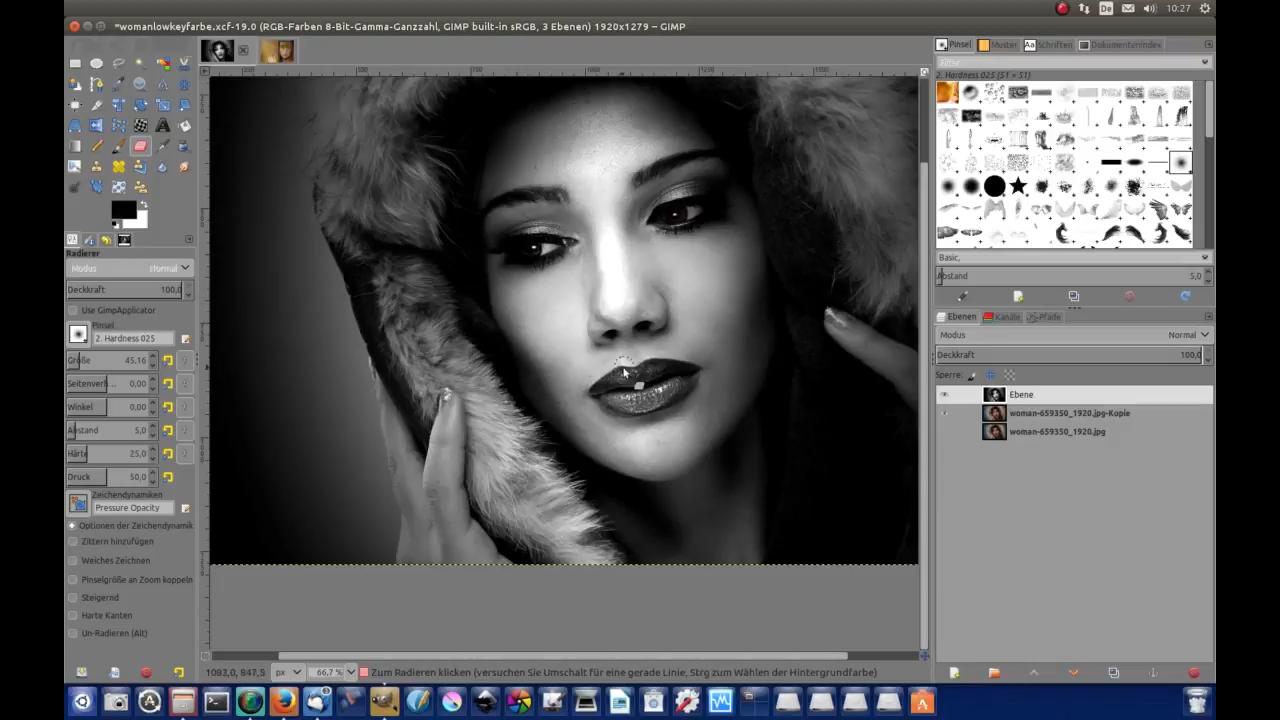 De
10:27
*womanlowkeyfarbe.xcf-19.0 (RGB-Farben 8-Bit-Gamma-Ganzzahl, GIMP built-in sRGB, 3 Ebenen) 1920x1279 – GIMP
Pinsel
Muster
Aa Schriften
Dokumentenindex
Filter
2. Hardness 025 (51 × 51)
Basic,
Abstand 5,0
Ebenen
Kanäle
Pfade
Modus Normal
Deckkraft 100,0
Sperre:
Ebene
woman-659350_1920.jpg-Kopie
woman-659350_1920.jpg
Radierer
Modus Normal
Deckkraft 100,0
Use GimpApplicator
Pinsel
2. Hardness 025
Größe 45,16
Seitenverh... 0,00
Winkel 0,00
Abstand 5,0
Härte 25,0
Druck 50,0
Zeichendynamiken
Pressure Opacity
Optionen der Zeichendynamik
Zittern hinzufügen
Weiches Zeichnen
Pinselgröße an Zoom koppeln
Steigernd
Harte Kanten
Un-Radieren (Alt)
1093,0, 847,5 px 66,7 % Zum Radieren klicken (versuchen Sie Umschalt für eine gerade Linie, Strg zum Wählen der Hintergrundfarbe)